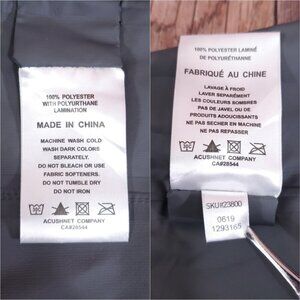 100% POLYESTER
WITH POLYURTHANE
LAMINATION
MADE IN CHINA
MACHINE WASH COLD
WASH DARK COLORS
SEPARATELY.
DO NOT BLEACH OR USE
FABRIC SOFTENERS.
DO NOT TUMBLE DRY
DO NOT IRON
ACUSHNET COMPANY
CA#28544
100% POLYESTER LAMINÉ
DE POLYURÉTHANNE
FABRIQUÉ AU CHINE
LAVAGE À FROID
LAVER SEPARÉMENT
LES COULEURS SOMBRES
PAS DE JAVEL OU DE
PRODUITS ADOUCISSANTS
NE PAS SECHER EN MACHINE
NE PAS REPASSER
ACUSHNET COMPANY
CA#28544
SKU#23800
0619
1293165